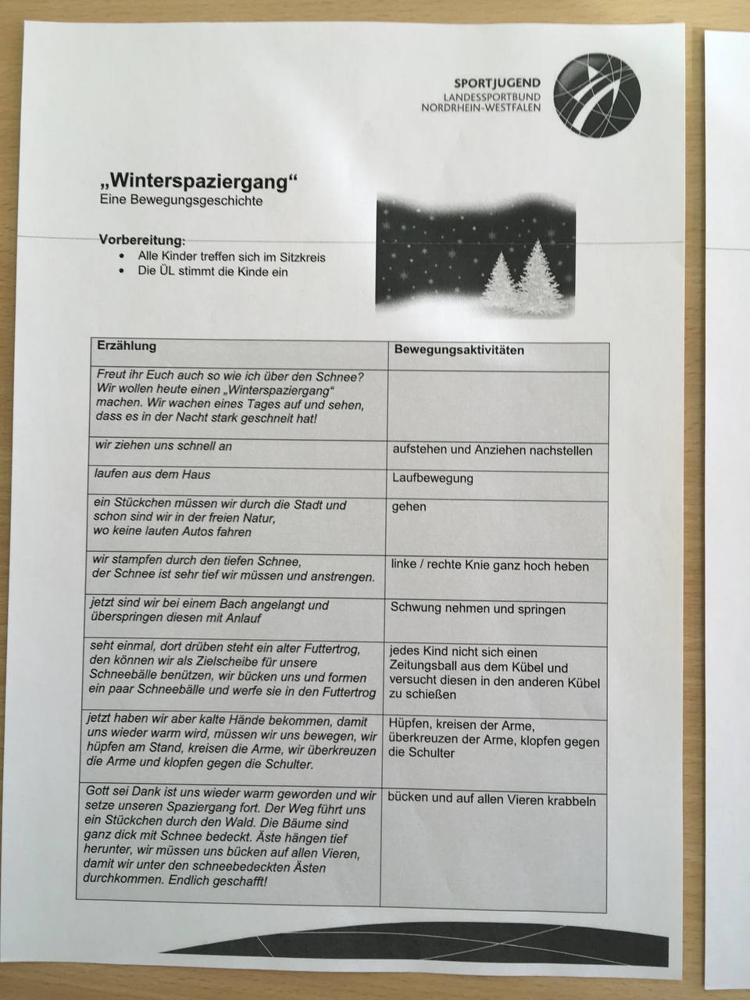 SPORTJUGEND
LANDESSPORTBUND
NORDRHEIN-WESTFALEN
„Winterspaziergang“
Eine Bewegungsgeschichte
Vorbereitung:
• Alle Kinder treffen sich im Sitzkreis
• Die ÜL stimmt die Kinde ein
Erzählung
Bewegungsaktivitäten
Freut ihr Euch auch so wie ich über den Schnee?
Wir wollen heute einen „Winterspaziergang“
machen. Wir wachen eines Tages auf und sehen,
dass es in der Nacht stark geschneit hat!
wir ziehen uns schnell an
aufstehen und Anziehen nachstellen
laufen aus dem Haus
Laufbewegung
ein Stückchen müssen wir durch die Stadt und
schon sind wir in der freien Natur,
wo keine lauten Autos fahren
gehen
wir stampfen durch den tiefen Schnee,
der Schnee ist sehr tief wir müssen und anstrengen.
linke / rechte Knie ganz hoch heben
jetzt sind wir bei einem Bach angelangt und
überspringen diesen mit Anlauf
Schwung nehmen und springen
seht einmal, dort drüben steht ein alter Futtertrog,
den können wir als Zielscheibe für unsere
Schneebälle benützen, wir bücken uns und formen
ein paar Schneebälle und werfe sie in den Futtertrog
jedes Kind nicht sich einen
Zeitungsball aus dem Kübel und
versucht diesen in den anderen Kübel
zu schießen
jetzt haben wir aber kalte Hände bekommen, damit
uns wieder warm wird, müssen wir uns bewegen, wir
hüpfen am Stand, kreisen die Arme, wir überkreuzen
die Arme und klopfen gegen die Schulter.
Hüpfen, kreisen der Arme,
überkreuzen der Arme, klopfen gegen
die Schulter
Gott sei Dank ist uns wieder warm geworden und wir
setze unseren Spaziergang fort. Der Weg führt uns
ein Stückchen durch den Wald. Die Bäume sind
ganz dick mit Schnee bedeckt. Äste hängen tief
herunter, wir müssen uns bücken auf allen Vieren,
damit wir unter den schneebedeckten Ästen
durchkommen. Endlich geschafft!
bücken und auf allen Vieren krabbeln